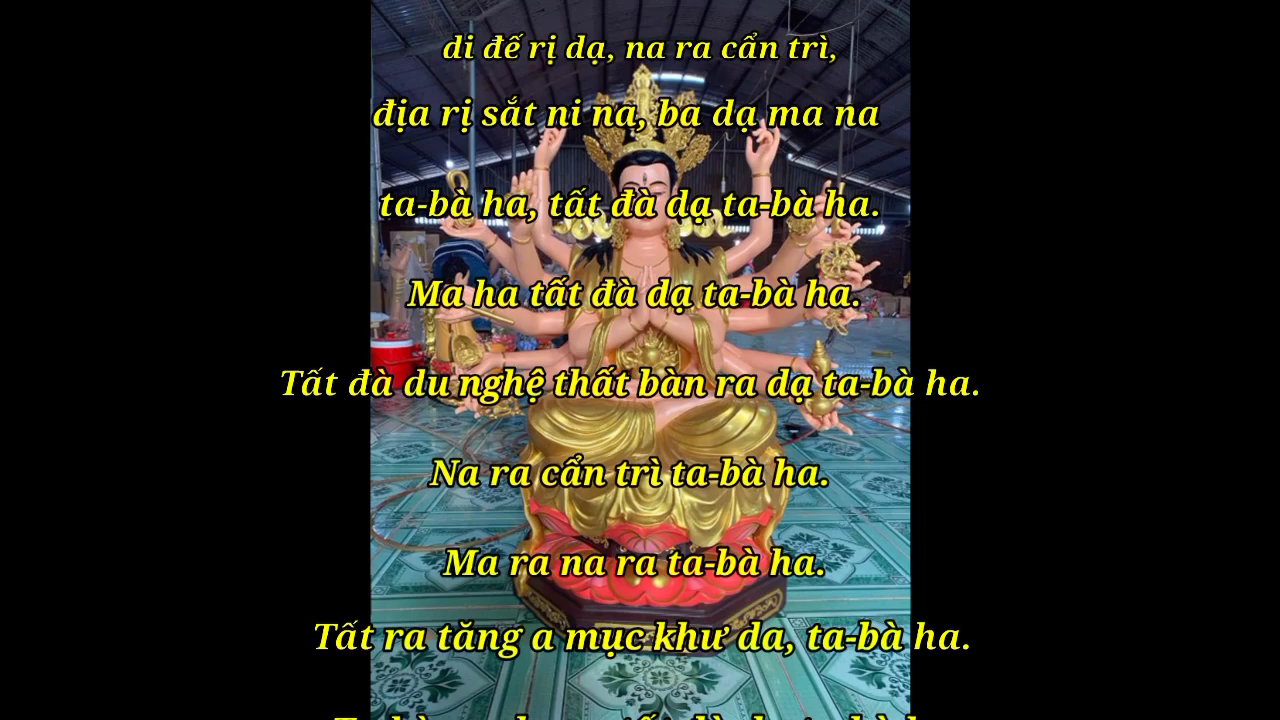 di đế rị dạ, na ra cẩn trì,
địa rị sắt ni na, ba dạ ma na
ta-bà ha, tất đà dạ ta-bà ha.
Ma ha tất đà dạ ta-bà ha.
Tất đà du nghệ thất bàn ra dạ ta-bà ha.
Na ra cẩn trì ta-bà ha.
Ma ra na ra ta-bà ha.
Tất ra tăng a mục khư da, ta-bà ha.